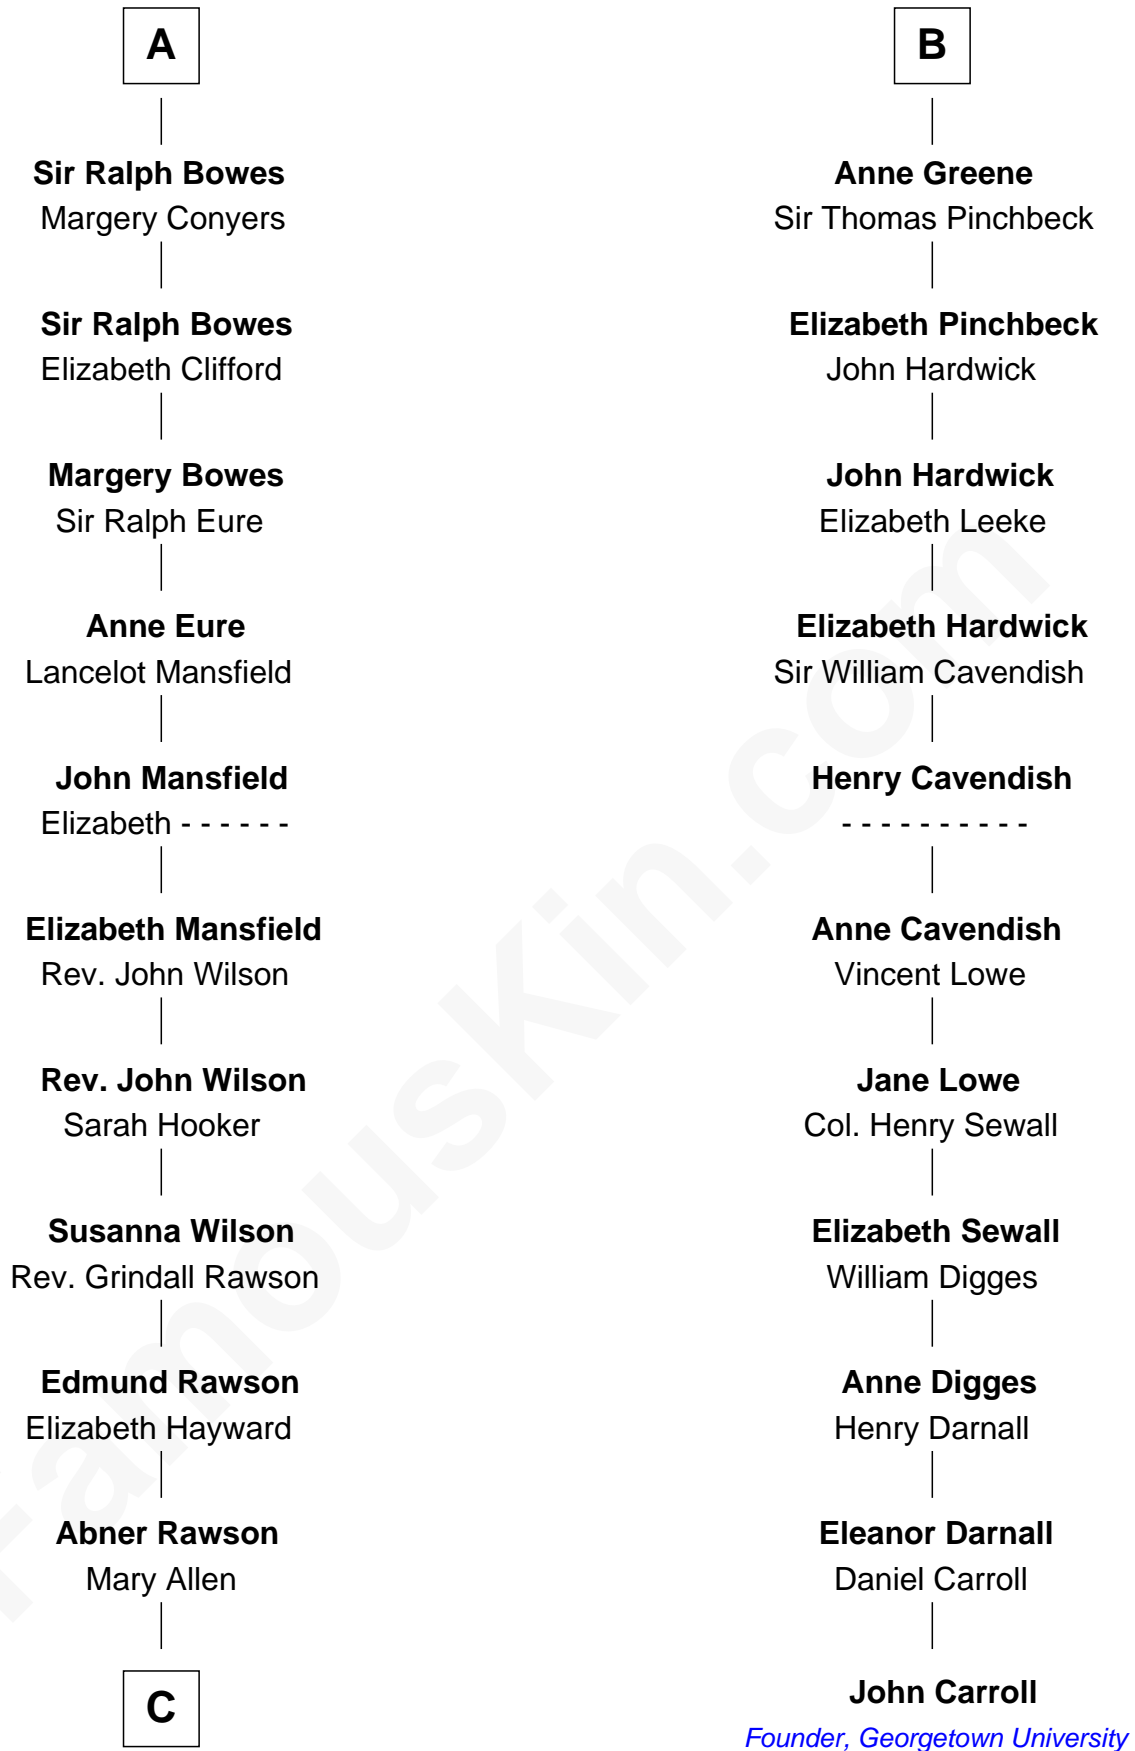 A
Sir Ralph Bowes
Margery Conyers
Sir Ralph Bowes
Elizabeth Clifford
Margery Bowes
Sir Ralph Eure
Anne Eure
Lancelot Mansfield
John Mansfield
Elizabeth - - - - - -
Elizabeth Mansfield
Rev. John Wilson
Rev. John Wilson
Sarah Hooker
Susanna Wilson
Rev. Grindall Rawson
Edmund Rawson
Elizabeth Hayward
Abner Rawson
Mary Allen
C
B
Anne Greene
Sir Thomas Pinchbeck
Elizabeth Pinchbeck
John Hardwick
John Hardwick
Elizabeth Leeke
Elizabeth Hardwick
Sir William Cavendish
Henry Cavendish
- - - - - - - - - -
Anne Cavendish
Vincent Lowe
Jane Lowe
Col. Henry Sewall
Elizabeth Sewall
William Digges
Anne Digges
Henry Darnall
Eleanor Darnall
Daniel Carroll
John Carroll
Founder, Georgetown University
FamousKin.com